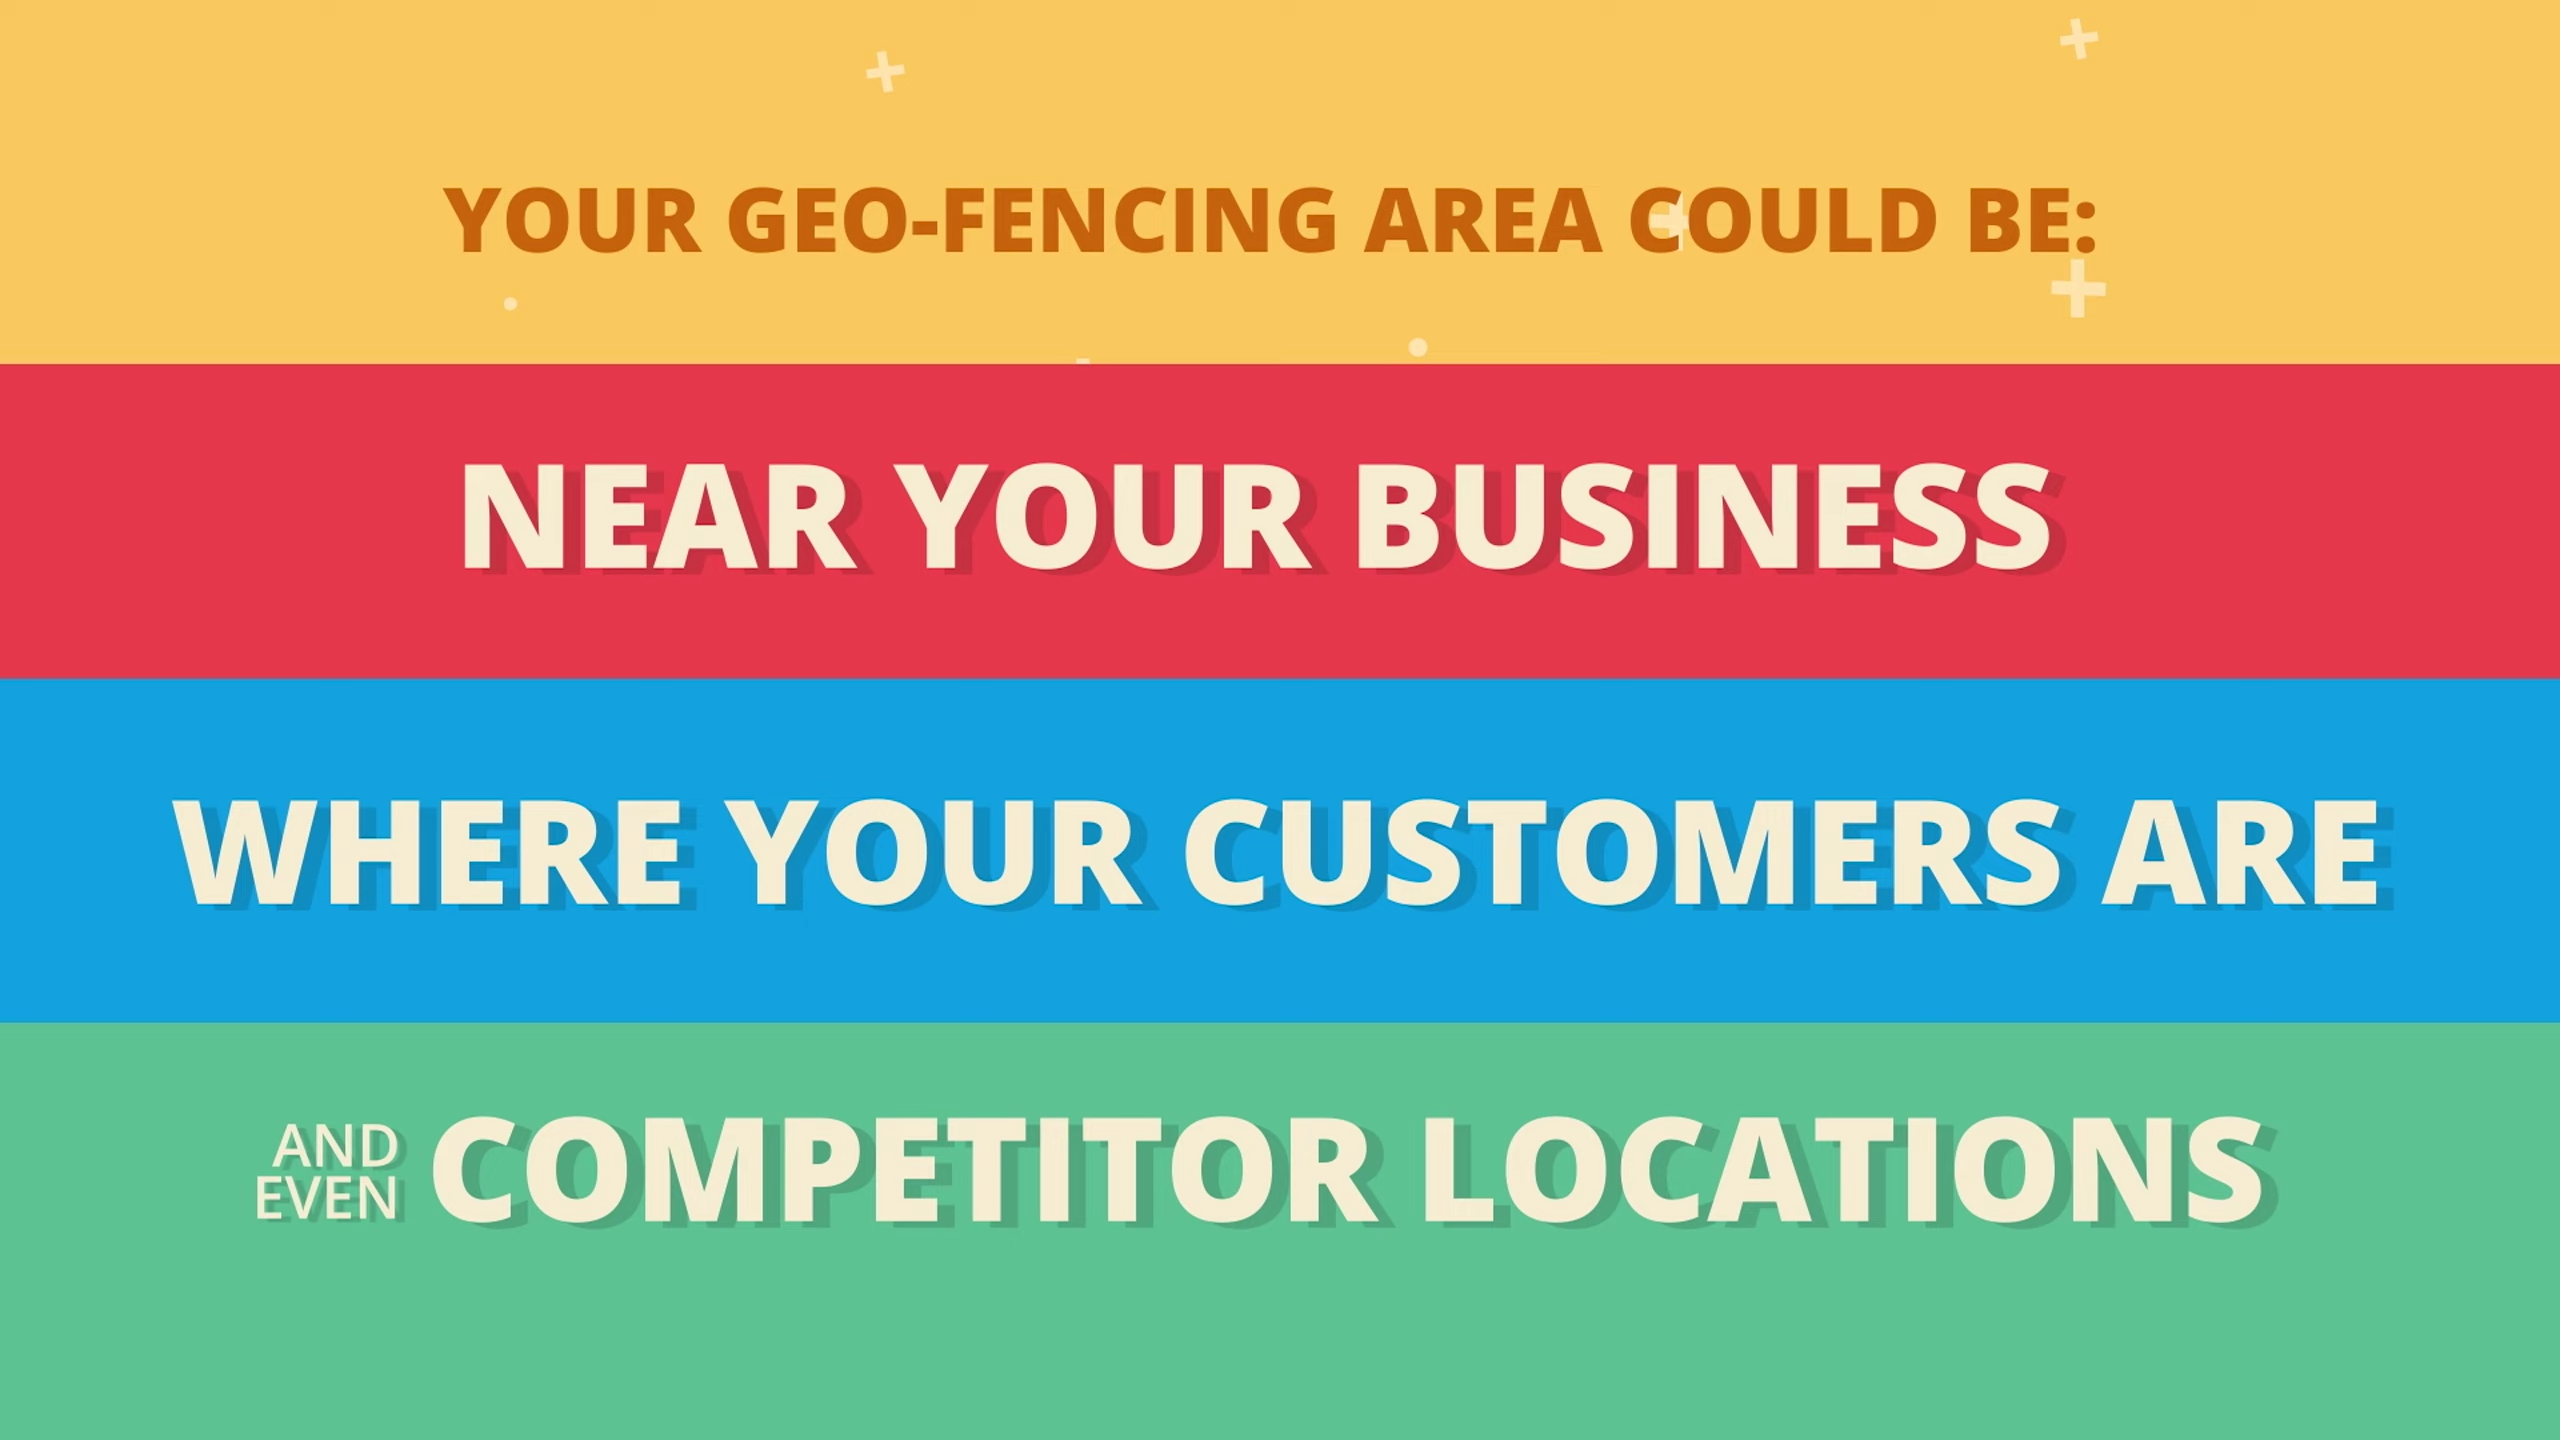 YOUR GEO-FENCING AREA COULD BE:
NEAR YOUR BUSINESS
WHERE YOUR CUSTOMERS ARE
AND
EVEN
COMPETITOR LOCATIONS